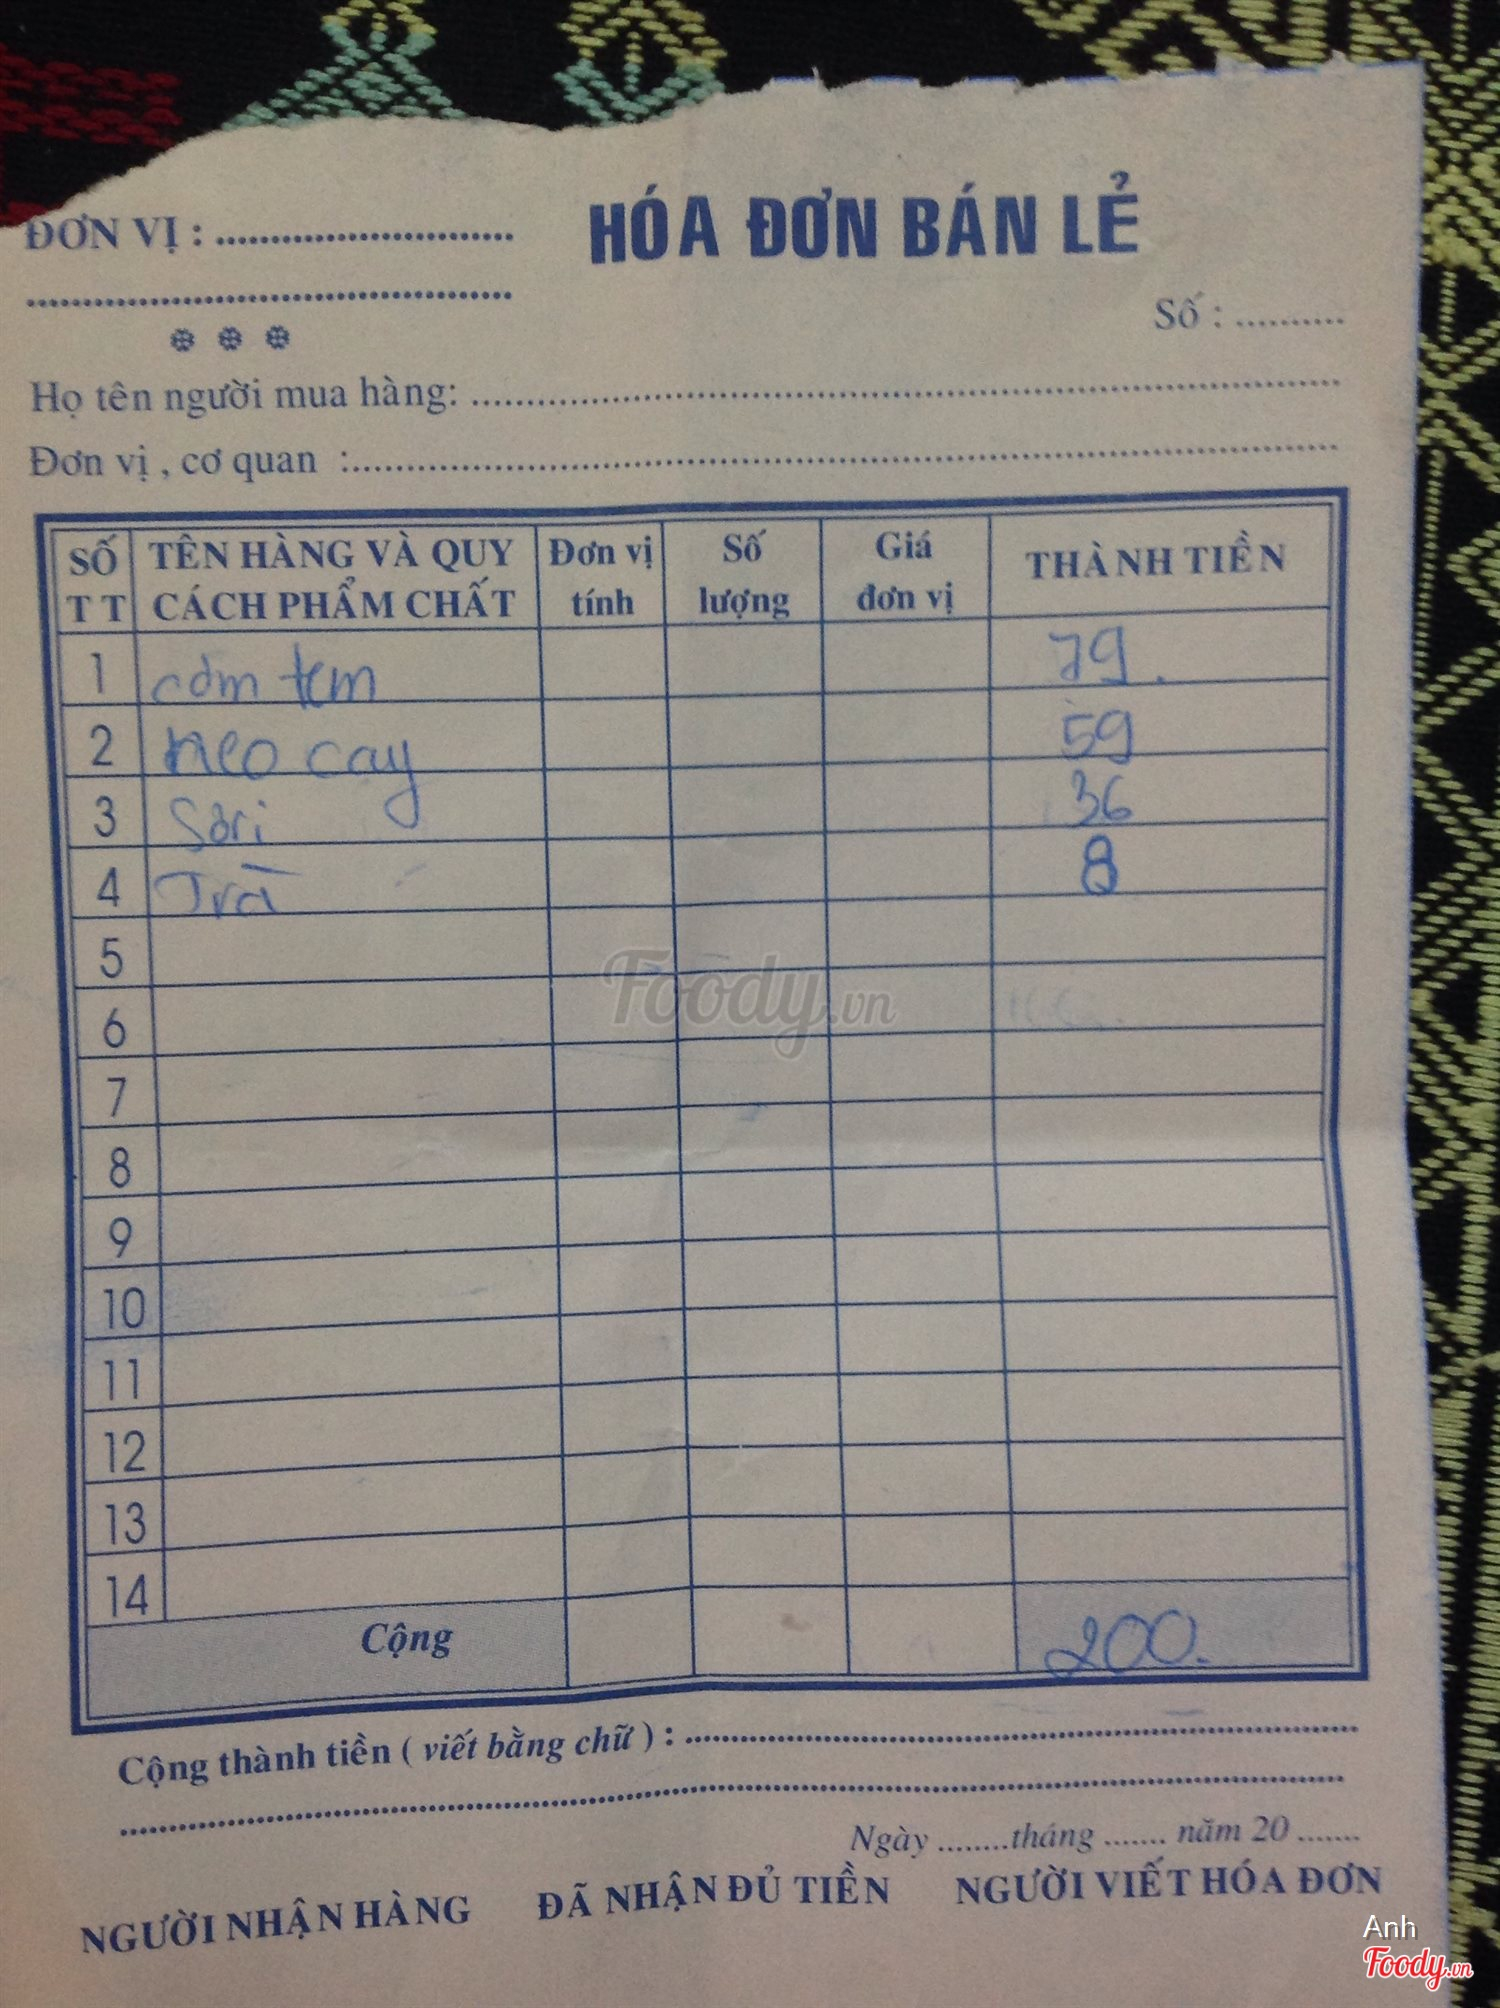 HÓA ĐƠN BÁN LẺ
ĐƠN VỊ : ..............................
..............................
Số : ...........
Họ tên người mua hàng: ..............................
Đơn vị , cơ quan : ..............................
SỐ TT TÊN HÀNG VÀ QUY CÁCH PHẨM CHẤT Đơn vị tính Số lượng Giá đơn vị THÀNH TIỀN
1 cơm tem 79.
2 neo cay 59
3 Sori 36
4 Trà 8
5
6
7
8
9
10
11
12
13
14
Cộng 200.
Cộng thành tiền ( viết bằng chữ ) : ..............................
..............................
Ngày ........tháng ....... năm 20 .......
NGƯỜI NHẬN HÀNG ĐÃ NHẬN ĐỦ TIỀN NGƯỜI VIẾT HÓA ĐƠN
Foody.vn
Anh
Foody.vn